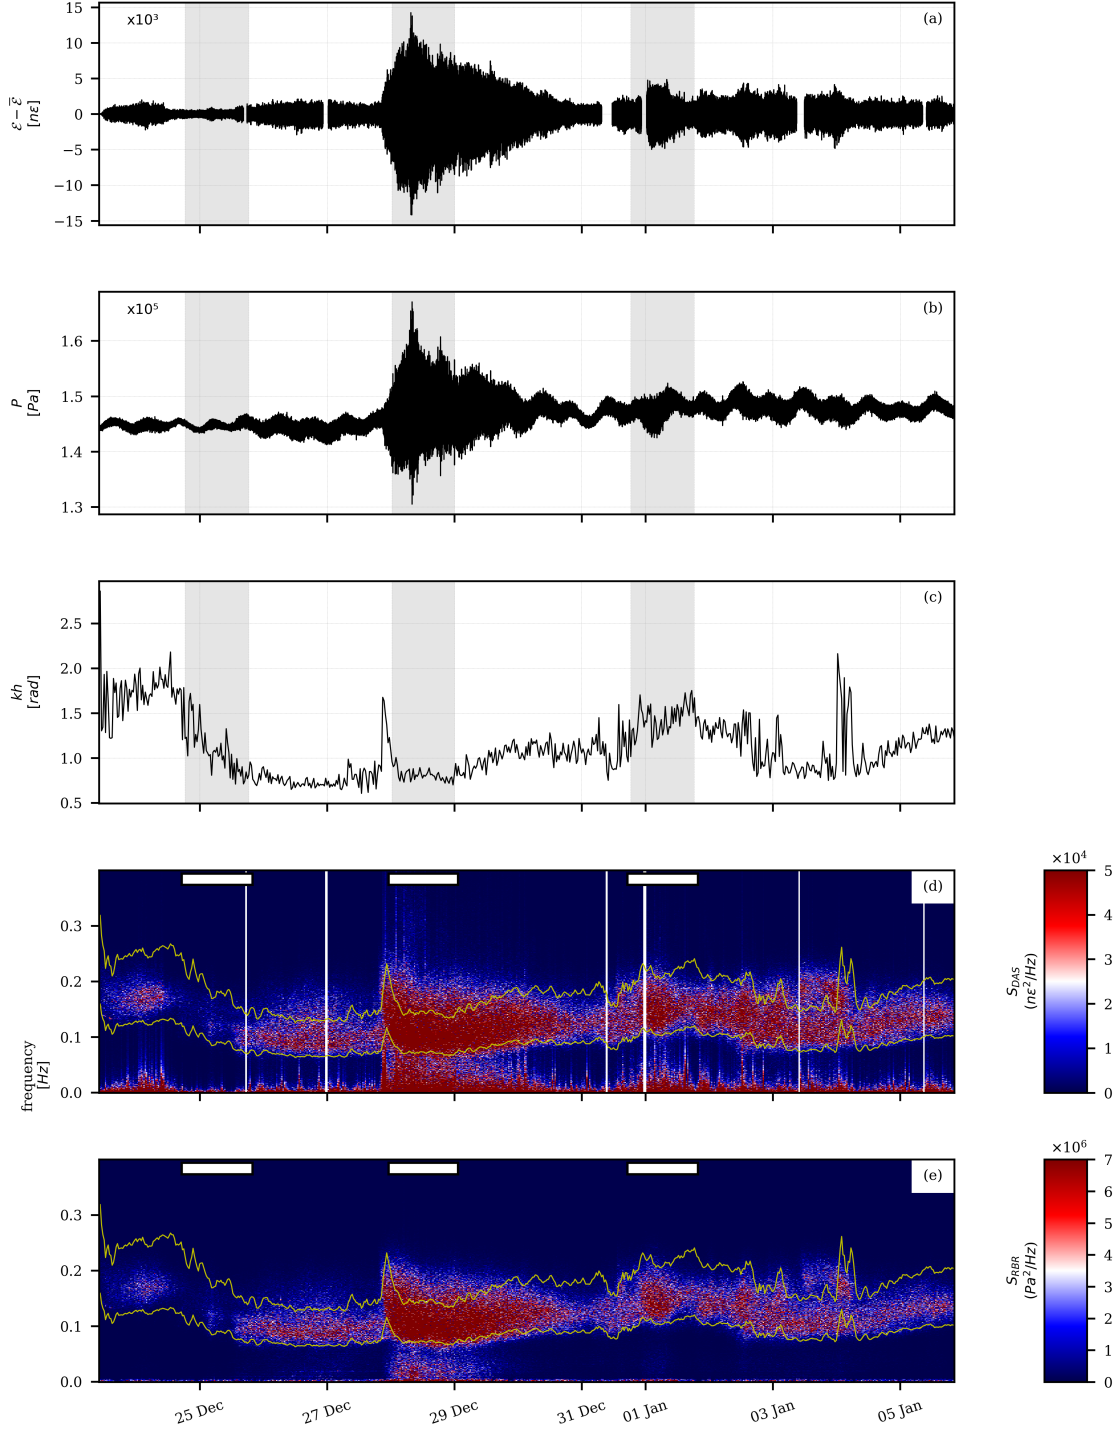 x10³
(a)
15
10
5
0
−5
−10
−15
ℰ − ℰ̅
[nε]
x10⁵
(b)
1.6
1.5
1.4
1.3
P
[Pa]
(c)
2.5
2.0
1.5
1.0
0.5
kh
[rad]
(d)
0.3
0.2
0.1
0.0
frequency
[Hz]
×10⁴
5
4
3
2
1
0
S_DAS
(nε²/Hz)
(e)
0.3
0.2
0.1
0.0
×10⁶
7
6
5
4
3
2
1
0
S_RBR
(Pa²/Hz)
25 Dec
27 Dec
29 Dec
31 Dec
01 Jan
03 Jan
05 Jan